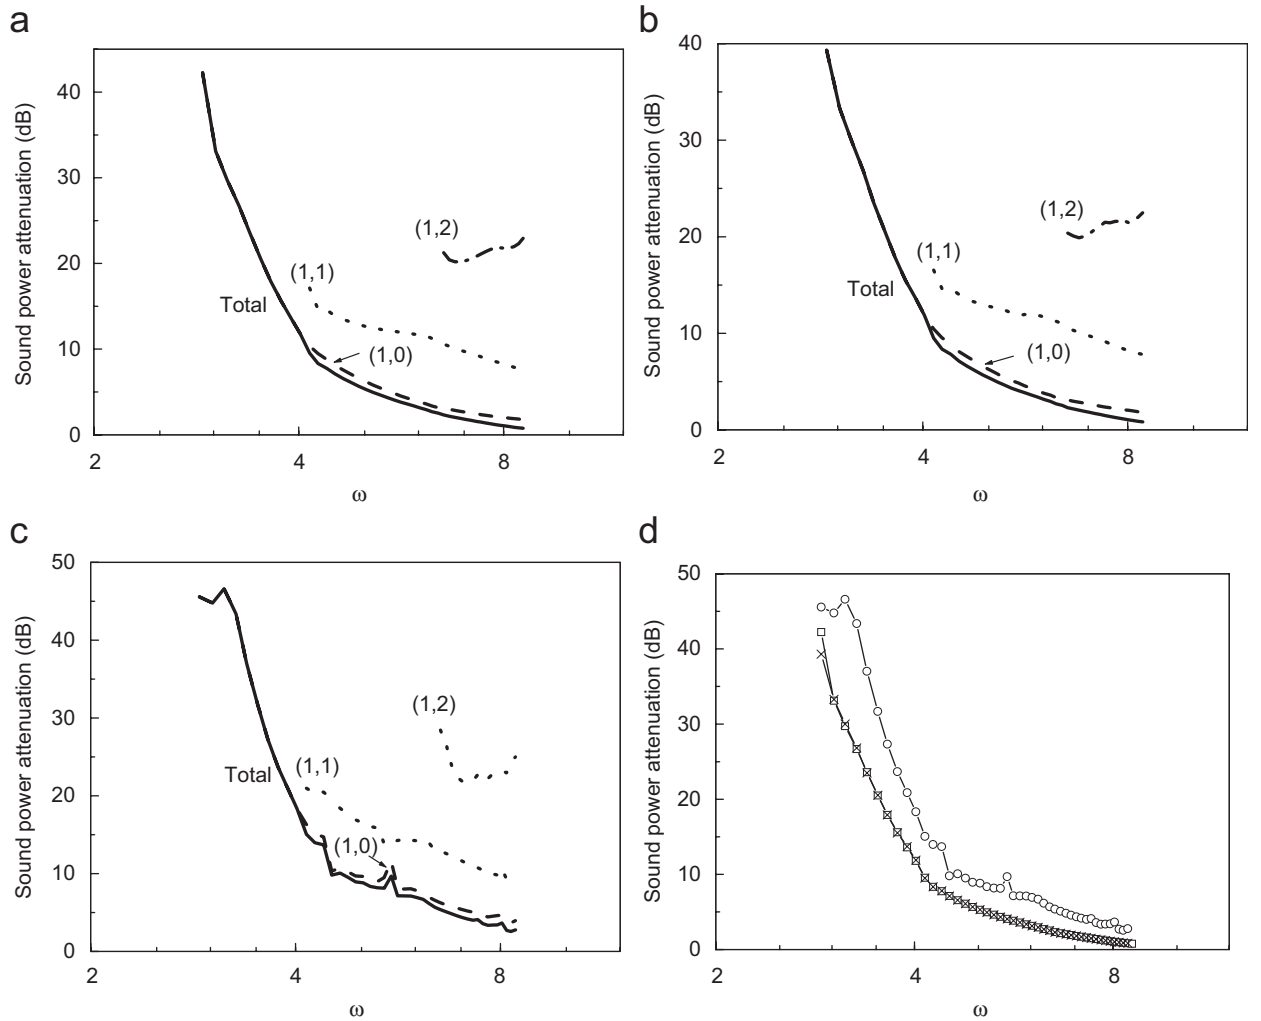 a
Sound power attenuation (dB)
40
30
20
10
0
2
4
8
ω
Total
(1,1)
(1,0)
(1,2)
b
Sound power attenuation (dB)
40
30
20
10
0
2
4
8
ω
Total
(1,1)
(1,0)
(1,2)
c
Sound power attenuation (dB)
50
40
30
20
10
0
2
4
8
ω
Total
(1,1)
(1,0)
(1,2)
d
Sound power attenuation (dB)
50
40
30
20
10
0
2
4
8
ω